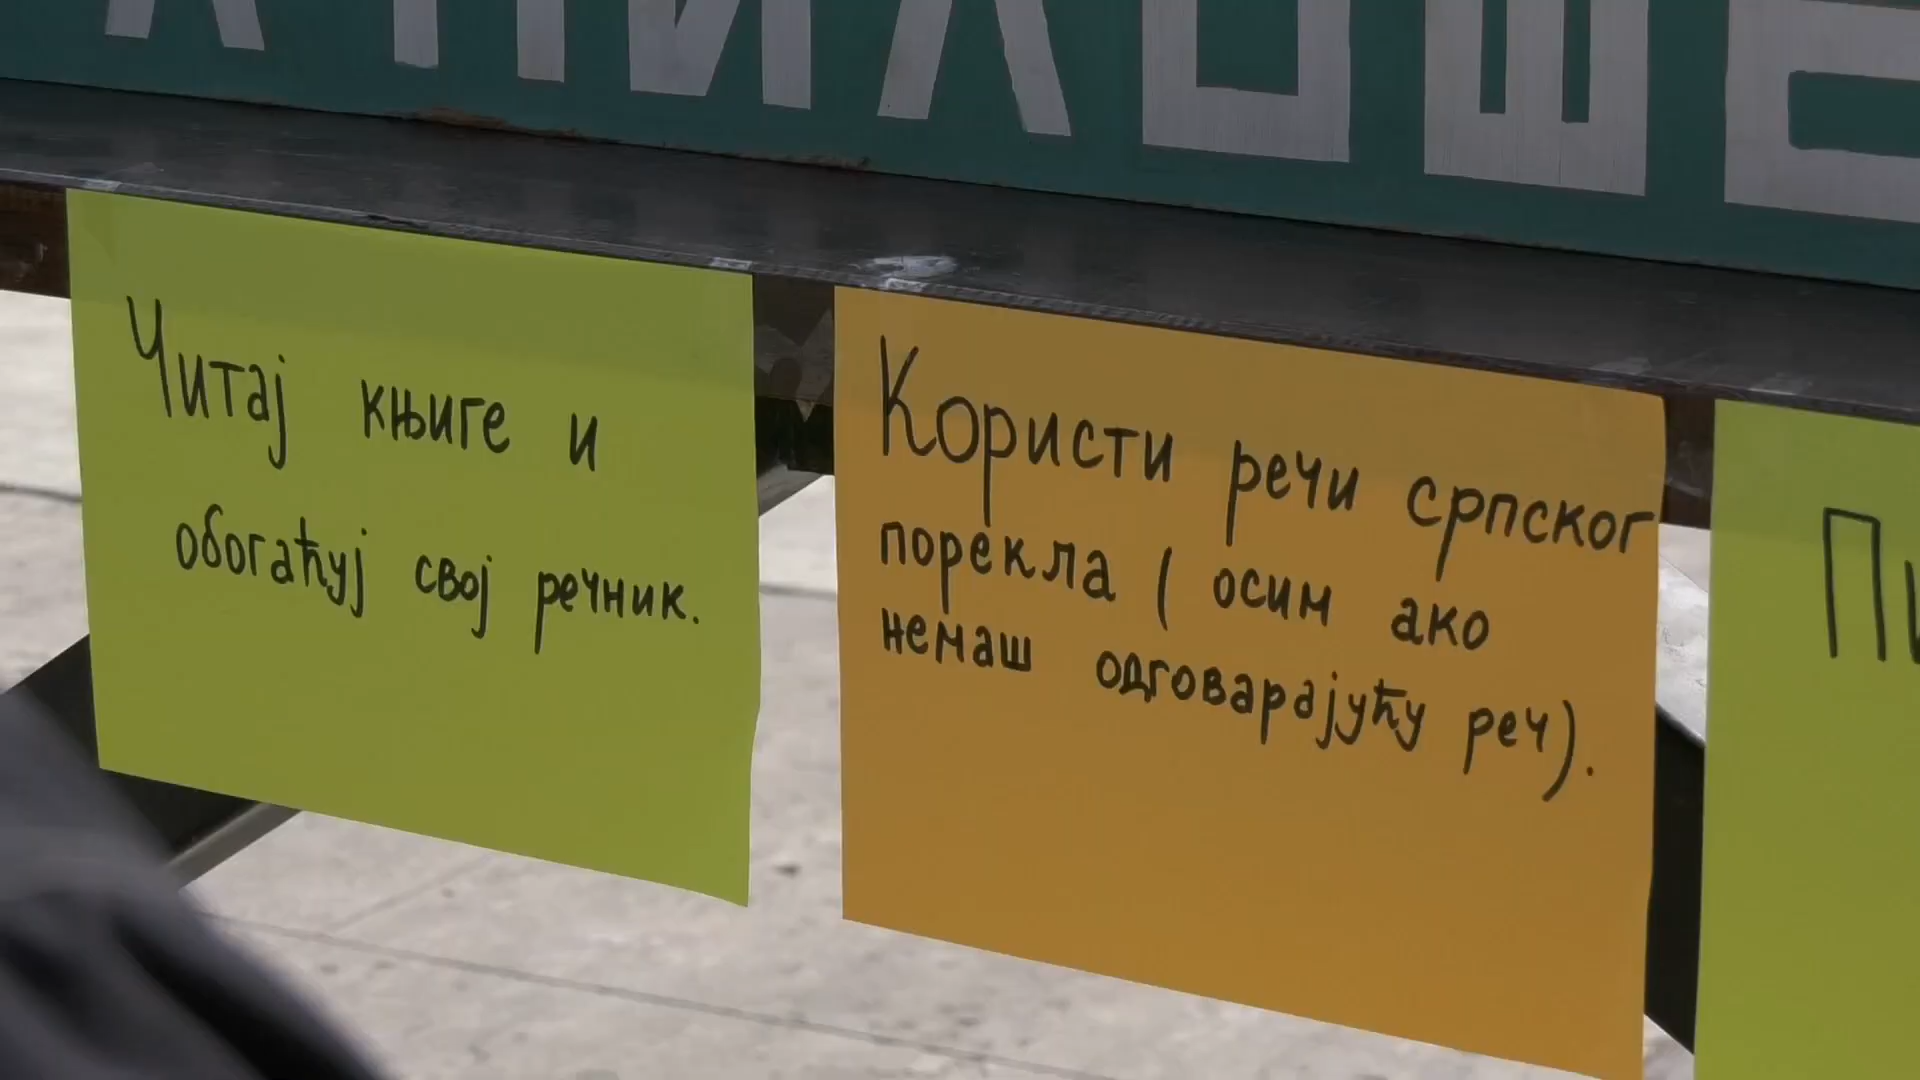 Читај књиге и
обогаћуј свој речник.
Користи речи српског
порекла ( осим ако
немаш одговарајућу реч).